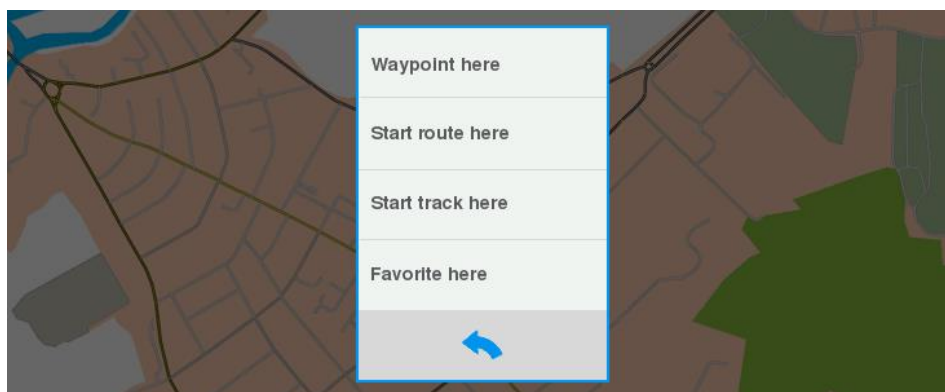 Waypoint here
Start route here
Start track here
Favorite here